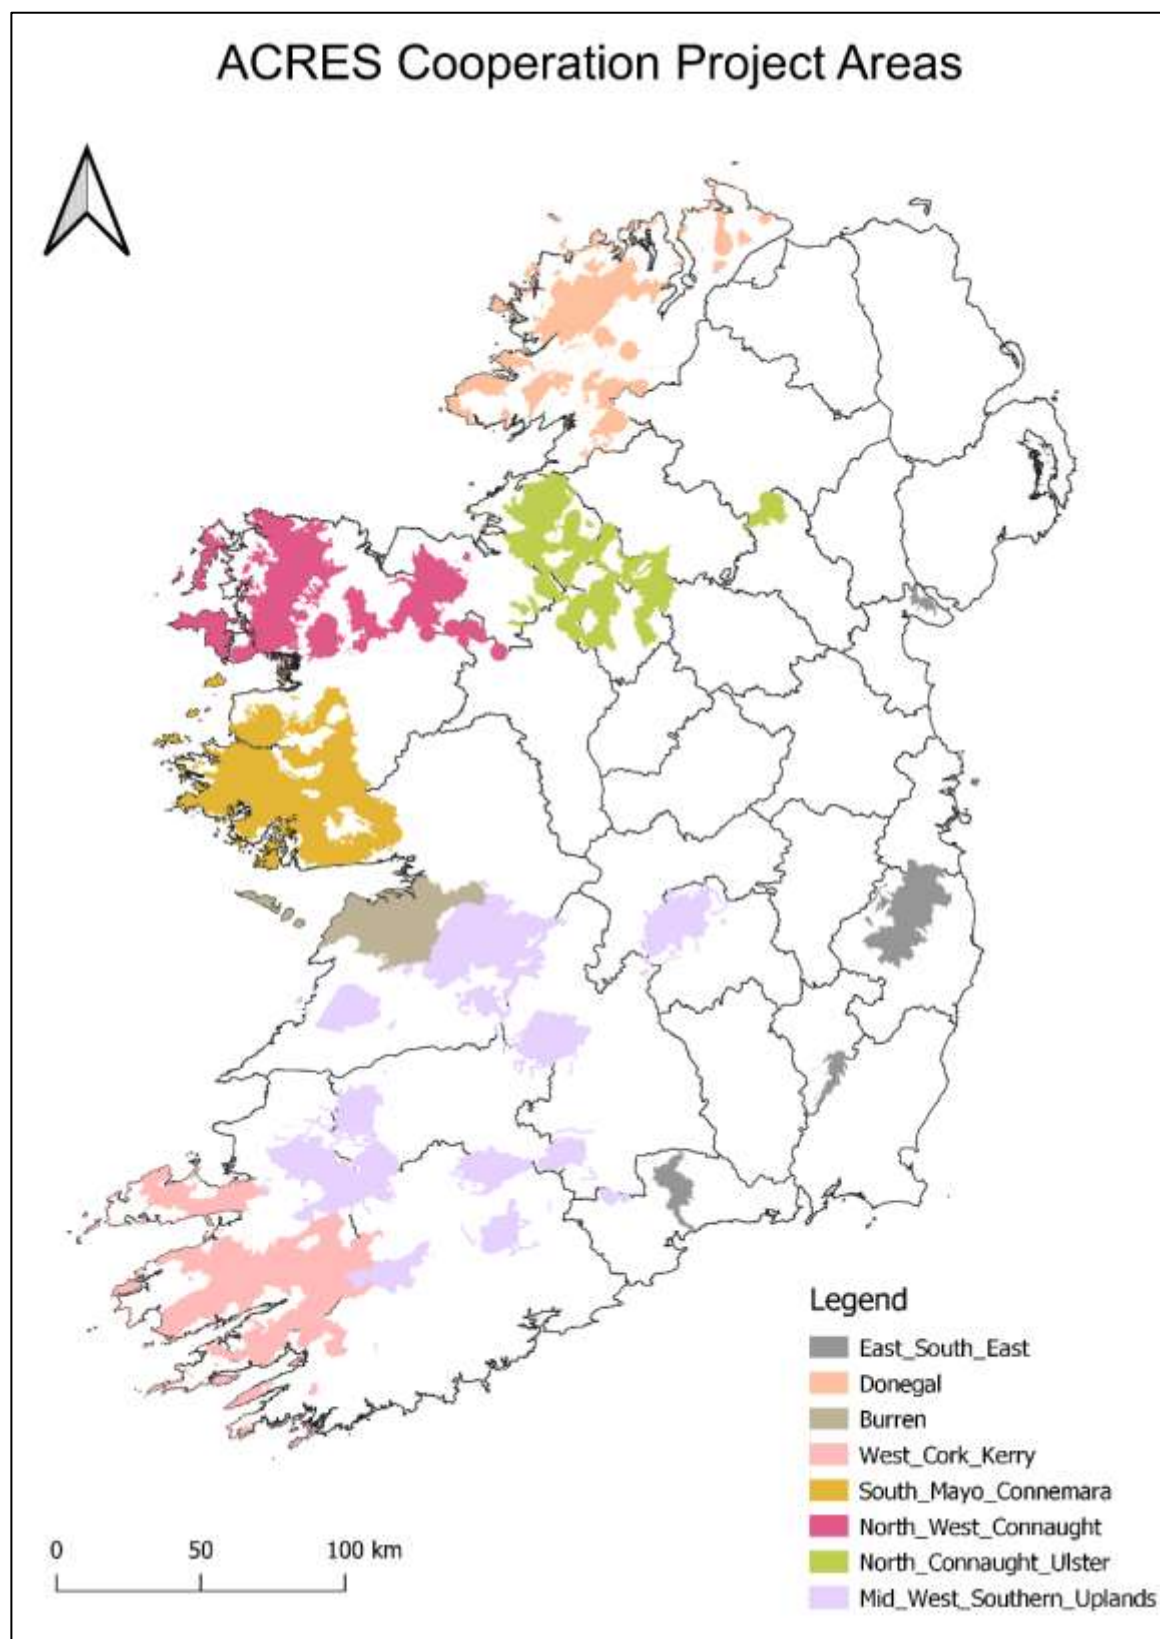 ACRES Cooperation Project Areas
Legend
East_South_East
Donegal
Burren
West_Cork_Kerry
South_Mayo_Connemara
North_West_Connaught
North_Connaught_Ulster
Mid_West_Southern_Uplands
0 50 100 km